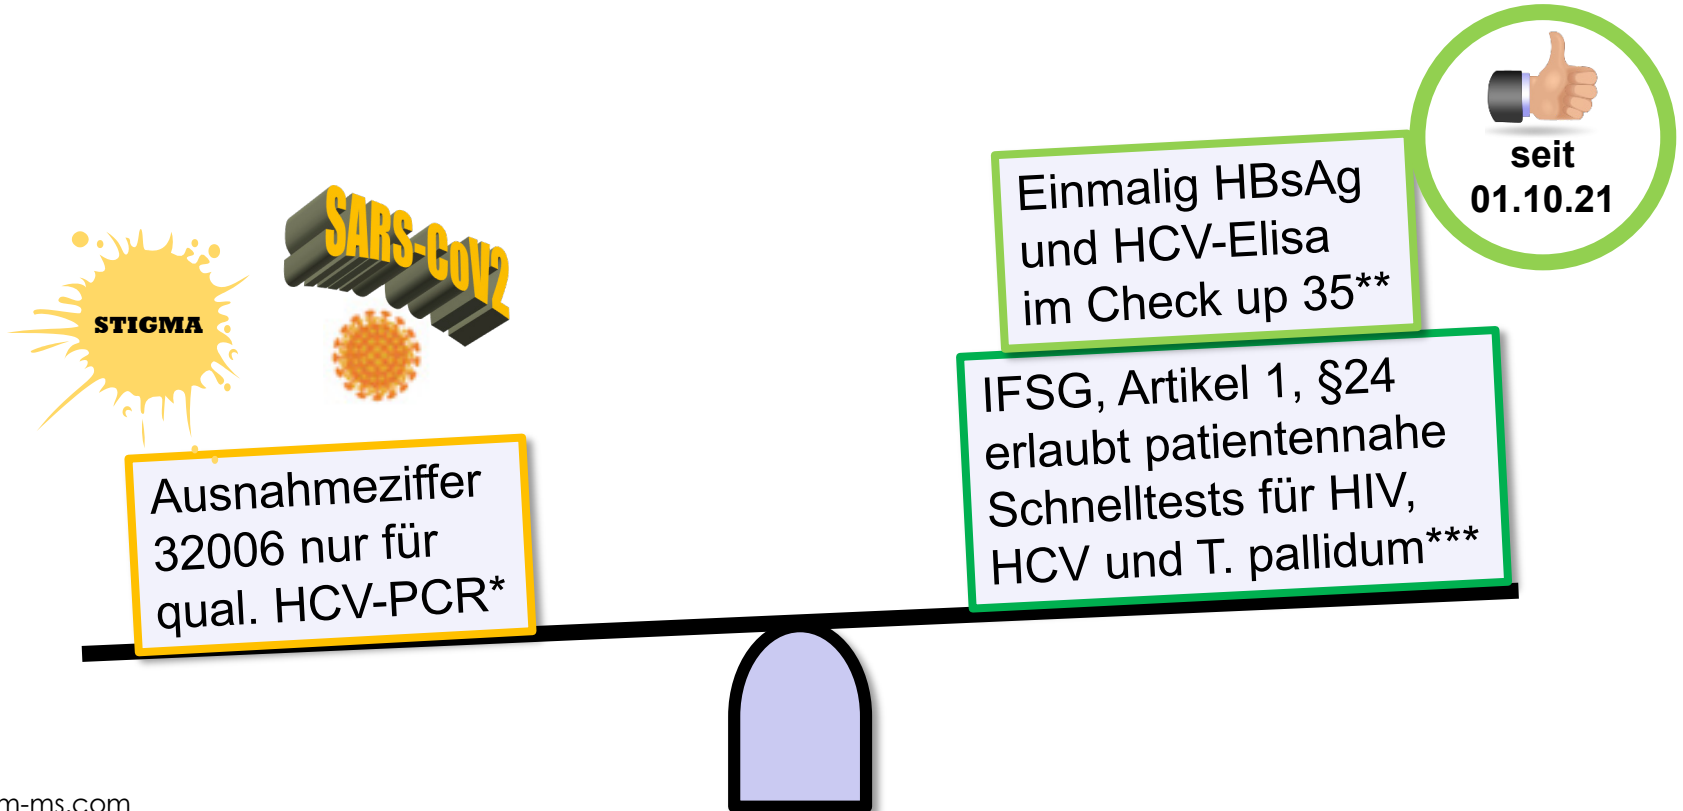 STIGMA
SARS-CoV2
Ausnahmeziffer
32006 nur für
qual. HCV-PCR*
seit
01.10.21
Einmalig HBsAg
und HCV-Elisa
im Check up 35**
IFSG, Artikel 1, §24
erlaubt patientennahe
Schnelltests für HIV,
HCV und T. pallidum***
m-ms.com